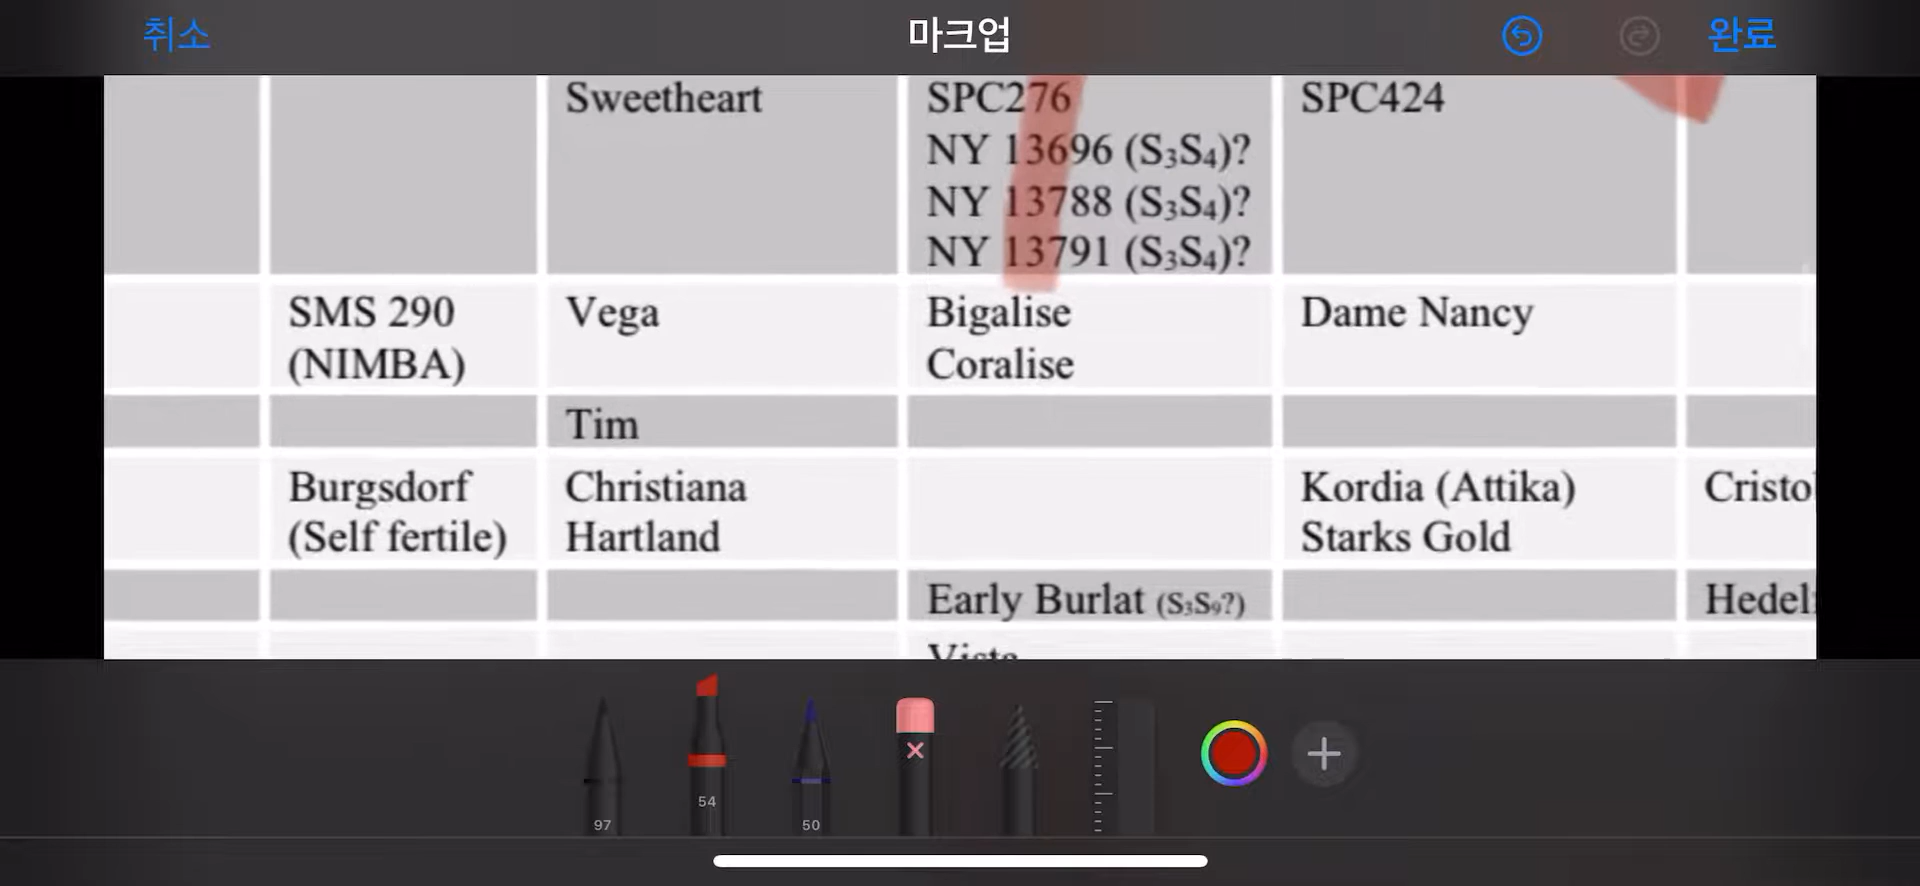 취소
마크업
완료
Sweetheart
SPC276
SPC424
NY 13696 (S₃S₄)?
NY 13788 (S₃S₄)?
NY 13791 (S₃S₄)?
SMS 290
(NIMBA)
Vega
Bigalise
Coralise
Dame Nancy
Tim
Burgsdorf
(Self fertile)
Christiana
Hartland
Kordia (Attika)
Starks Gold
Cristo
Early Burlat (S₃S₉?)
Hedel
97
54
50